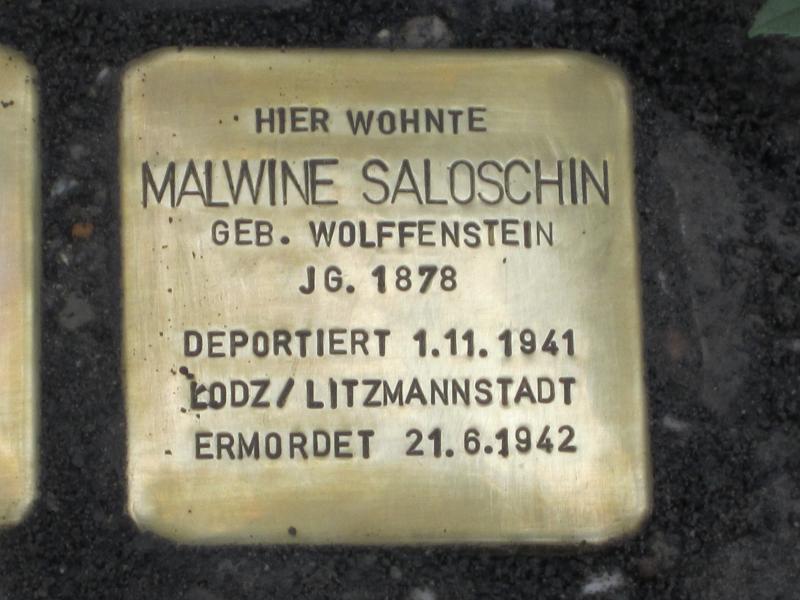 HIER WOHNTE
MALWINE SALOSCHIN
GEB. WOLFFENSTEIN
JG. 1878
DEPORTIERT 1.11.1941
ŁODZ / LITZMANNSTADT
ERMORDET 21.6.1942